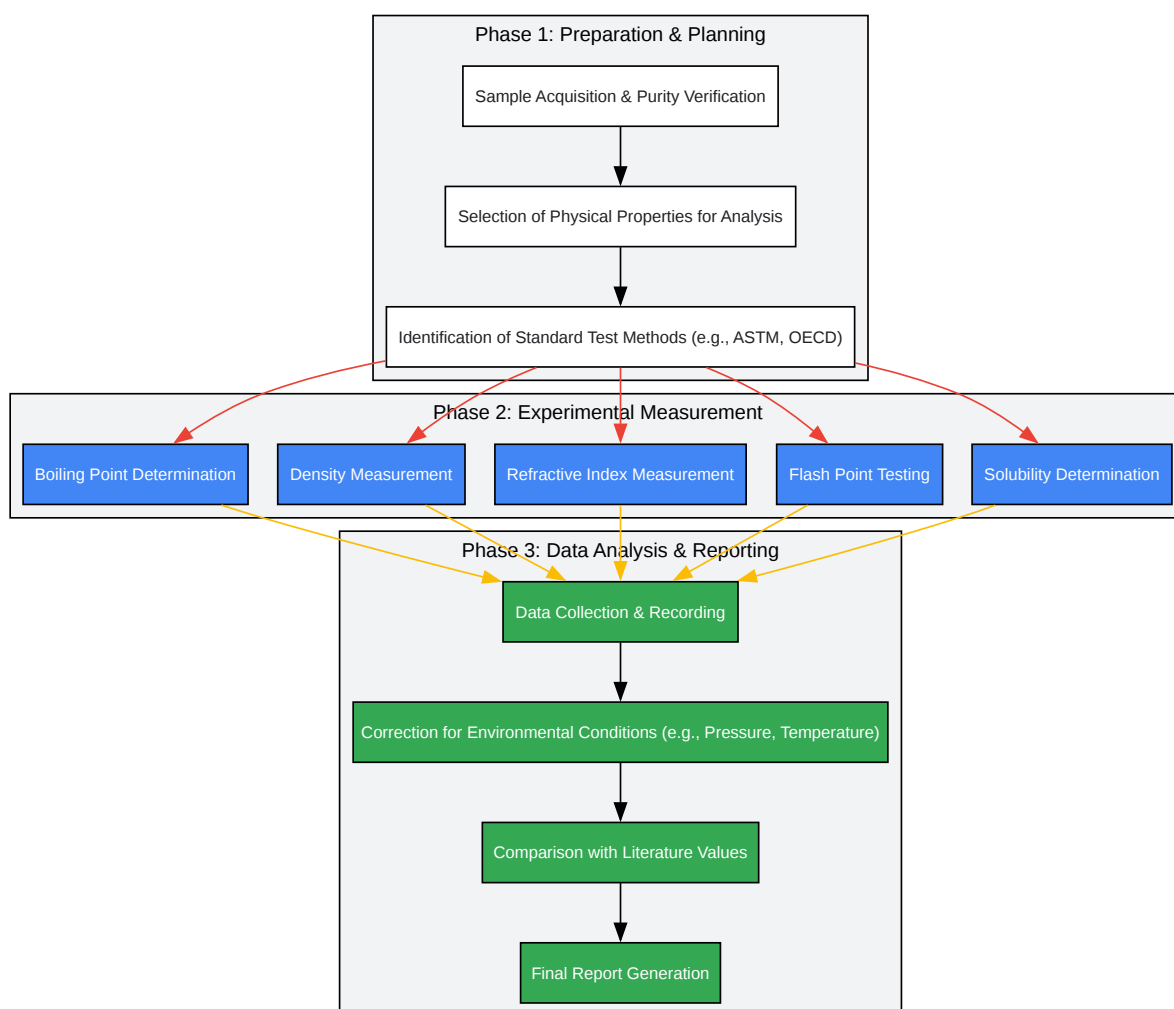 Phase 1: Preparation & Planning
Sample Acquisition & Purity Verification
Selection of Physical Properties for Analysis
Identification of Standard Test Methods (e.g., ASTM, OECD)
Phase 2: Experimental Measurement
Boiling Point Determination
Density Measurement
Refractive Index Measurement
Flash Point Testing
Solubility Determination
Phase 3: Data Analysis & Reporting
Data Collection & Recording
Correction for Environmental Conditions (e.g., Pressure, Temperature)
Comparison with Literature Values
Final Report Generation